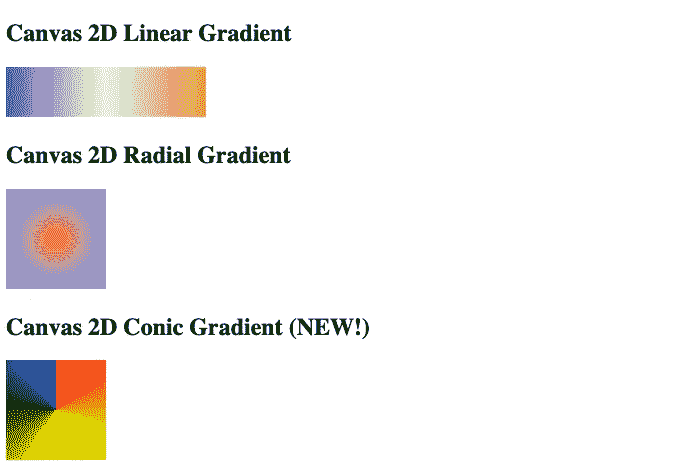 Canvas 2D Linear Gradient
Canvas 2D Radial Gradient
Canvas 2D Conic Gradient (NEW!)